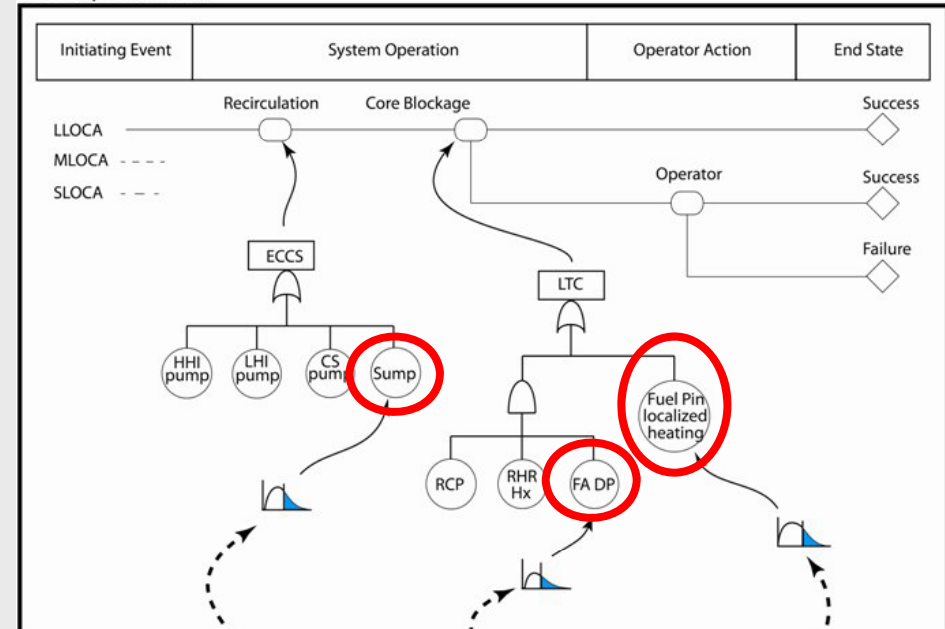 Initiating Event
System Operation
Operator Action
End State
Recirculation
Core Blockage
Success
LLOCA
MLOCA
Operator
Success
SLOCA
Failure
ECCS
LTC
HHI
pump
LHI
pump
CS
pump
Sump
Fuel Pin
localized
heating
RCP
RHR
Hx
FA DP